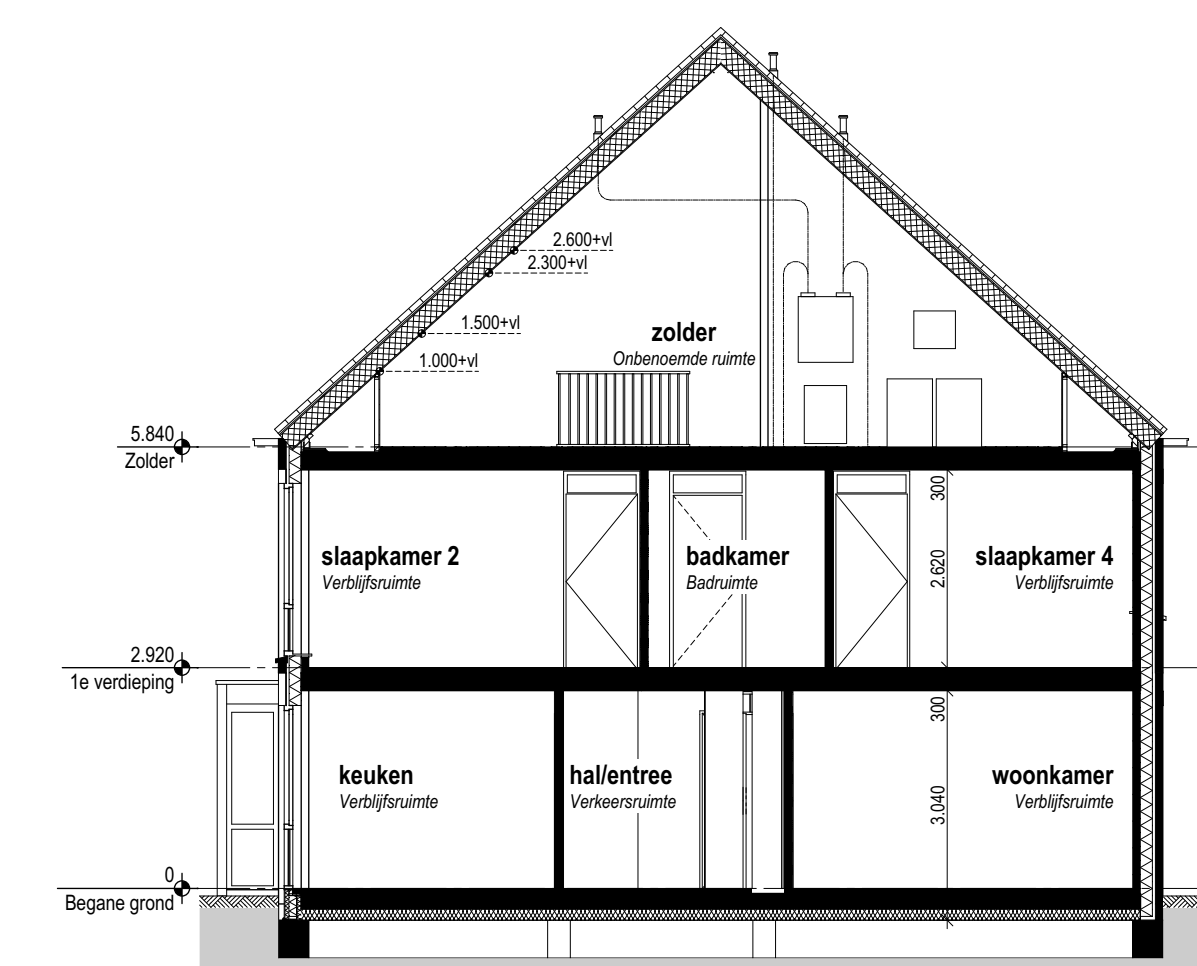 2.600+vl
2.300+vl
1.500+vl
zolder
Onbenoemde ruimte
1.000+vl
5.840
Zolder
300
slaapkamer 2
Verblijfsruimte
badkamer
Badruimte
2.620
slaapkamer 4
Verblijfsruimte
2.920
1e verdieping
300
keuken
Verblijfsruimte
hal/entree
Verkeersruimte
3.040
woonkamer
Verblijfsruimte
0
Begane grond